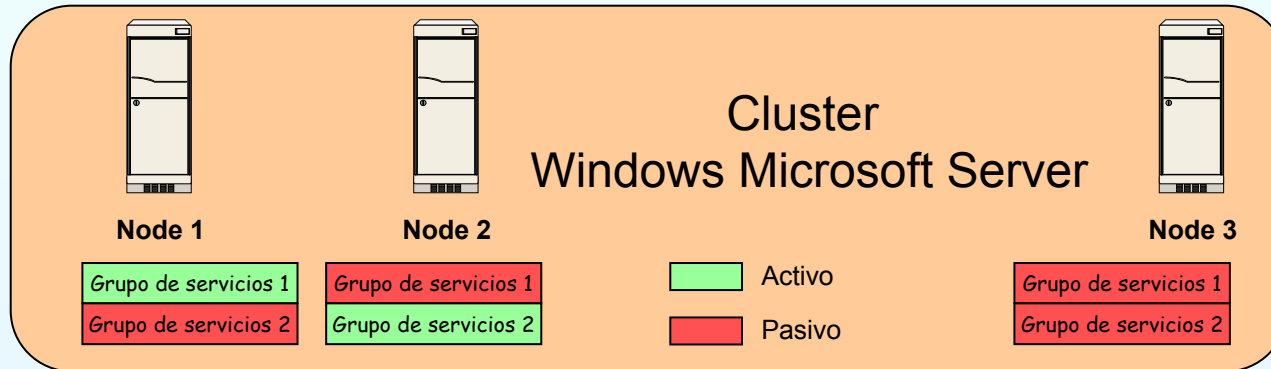 Cluster
Windows Microsoft Server
Node 1
Node 2
Node 3
Grupo de servicios 1
Grupo de servicios 2
Grupo de servicios 1
Grupo de servicios 2
Activo
Pasivo
Grupo de servicios 1
Grupo de servicios 2